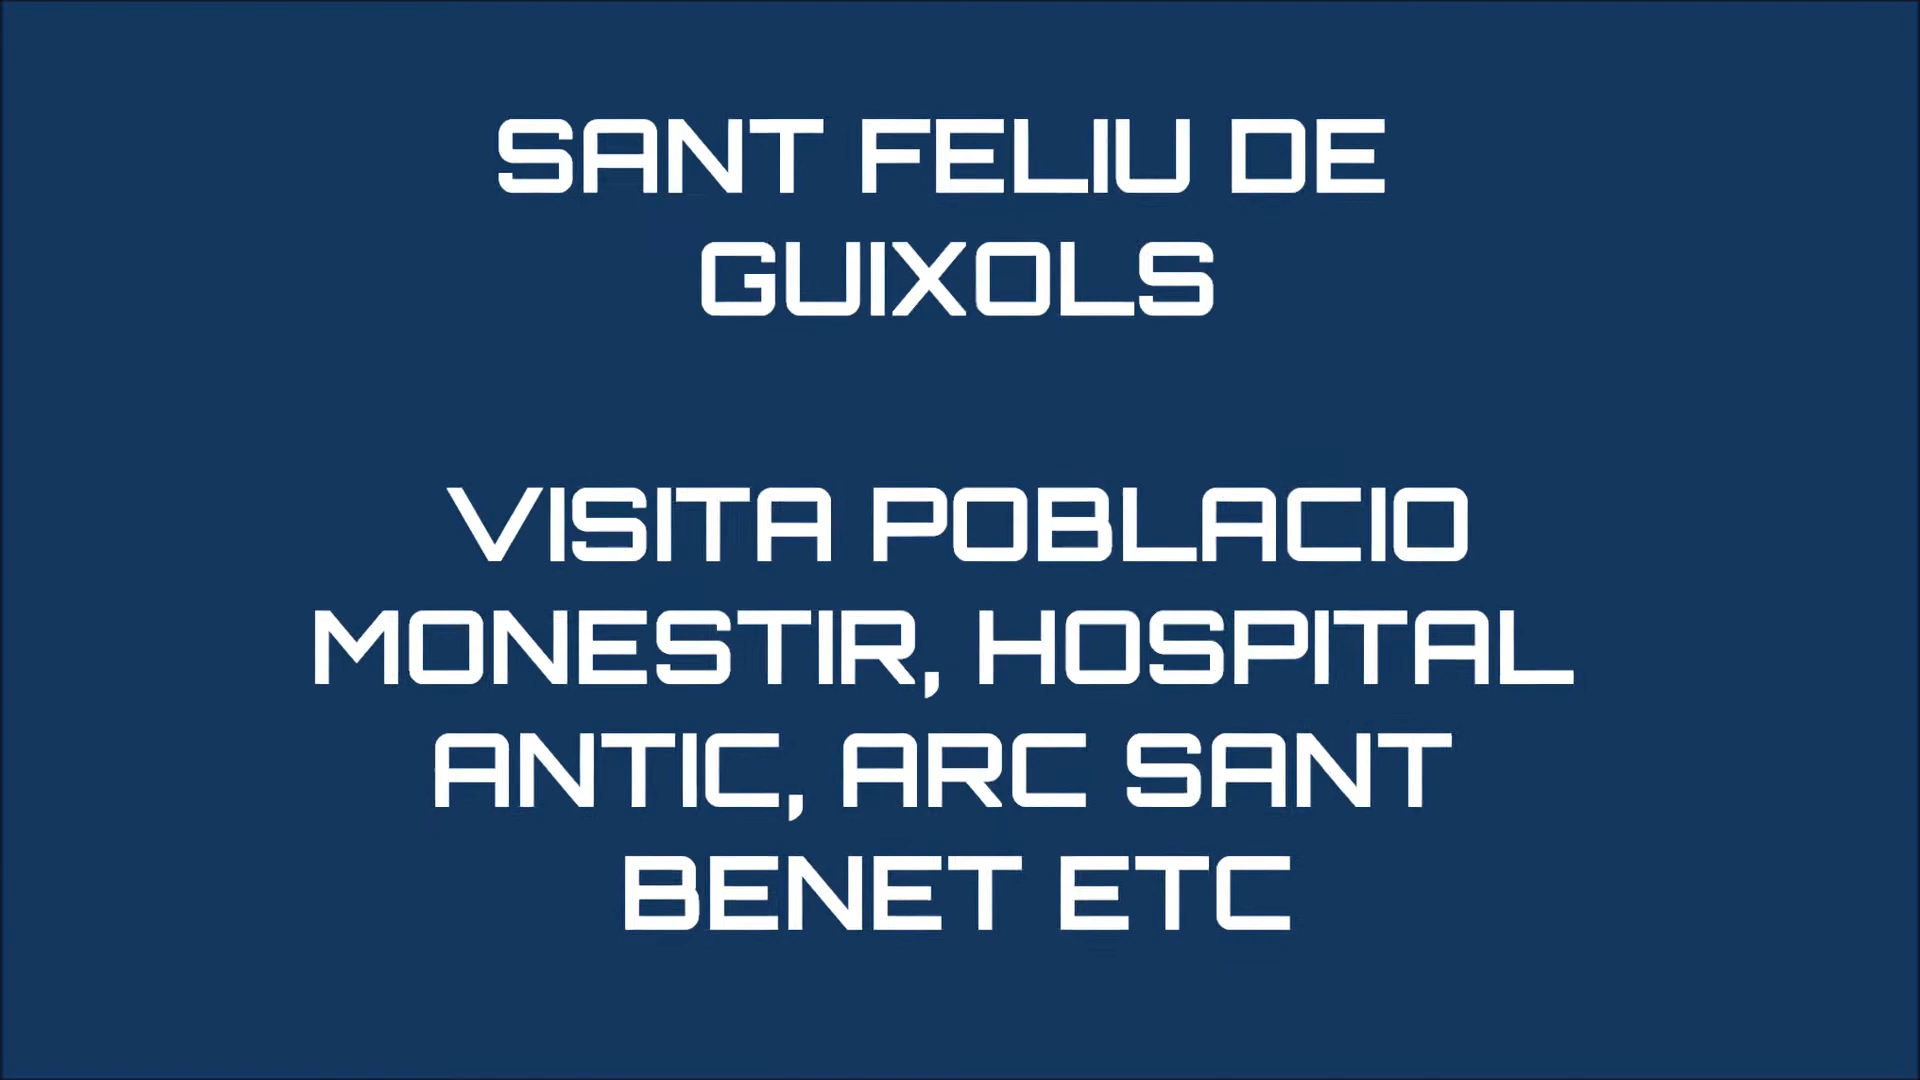 SANT FELIU DE
GUIXOLS
VISITA POBLACIO
MONESTIR, HOSPITAL
ANTIC, ARC SANT
BENET ETC